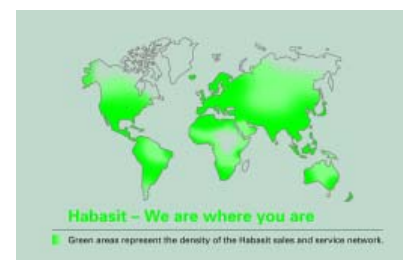 Habasit – We are where you are
Green areas represent the density of the Habasit sales and service network.